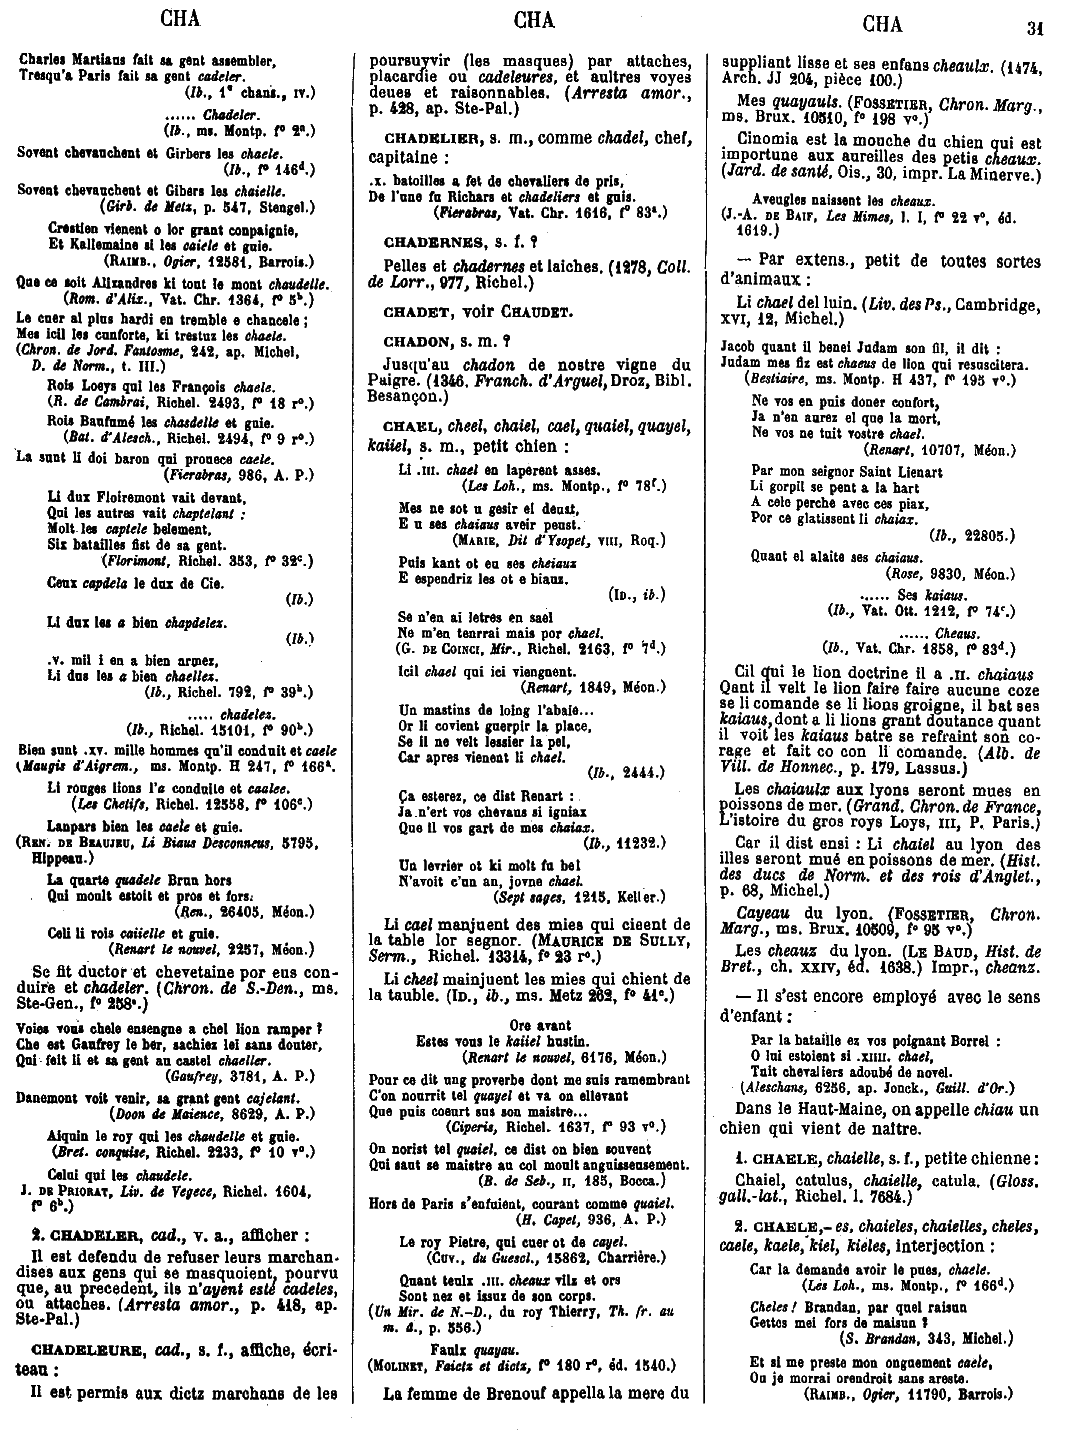 CHA
CHA
CHA
31
Charles Martiaus fait sa gent assembler,
Tresqu'a Paris fait sa gent cadeler.
(Ib., 1e chans., IV.)
...... Chadeler.
(Ib., ms. Montp. fº 2a.)
Sovent chevauchent et Girbers les chaele.
(Ib., fº 146d.)
Sovent chevauchent et Gibers les chaielle.
(Girb. de Metz, p. 547, Stengel.)
Crestien vienent o lor grant conpaignie,
Et Kallemaine si les caiele et guie.
(RAIMB., Ogier, 12581, Barrois.)
Que ce soit Alixandres ki tout le mont chaudelle.
(Rom. d'Alix., Vat. Chr. 1364, fº 5b.)
Le cuer al plus hardi en tremble e chancele ;
Mes icil les cunforte, ki trestuz les chaele.
(Chron. de Jord. Fantosme, 242, ap. Michel,
D. de Norm., t. III.)
Rois Loeys qui les François chaele.
(R. de Cambrai, Richel. 2493, fº 18 rº.)
Rois Baufumé les chasdelle et guie.
(Bat. d'Alesch., Richel. 2494, fº 9 rº.)
La sunt li doi baron qui prouece caele.
(Fierabras, 986, A. P.)
Li dux Floiremont vait devant,
Qui les autres vait chaptelant :
Molt les captele belement,
Six batailles fist de sa gent.
(Florimont, Richel. 353, fº 32c.)
Ceux capdela le dux de Cie.
(Ib.)
Li dux les a bien chapdelez.
(Ib.)
.v. mil i en a bien armez,
Li dus les a bien chaellez.
(Ib., Richel. 792, fº 39b.)
..... chadelez.
(Ib., Richel. 15101, fº 90b.)
Bien sunt .xv. mille hommes qu'il conduit et caele
(Maugis d'Aigrem., ms. Montp. H 247, fº 166a.
Li rouges lions l'a conduite et caalee.
(Les Chetifs, Richel. 12558, fº 106c.)
Lanpars bien les caele et guie.
(REN. DE BEAUJEU, Li Biaus Desconneus, 5795,
Hippeau.)
La quarte quadele Brun hors
Qui moult estoit et pros et fors.
(Ren., 26405, Méon.)
Celi li rois caiielle et guie.
(Renart le nouvel, 2257, Méon.)
Se fit ductor et chevetaine por eus con-
duire et chadeler. (Chron. de S.-Den., ms.
Ste-Gen., fº 258a.)
Voies vous chele ensengne a chel lion ramper ?
Che est Gaufrey le ber, sachiez lei sans douter,
Qui fait li et sa gent au castel chaeller.
(Gaufrey, 3781, A. P.)
Danemont voit venir, sa grant gent cajelant.
(Doon de Maience, 8629, A. P.)
Aiquin le roy qui les chaudelle et guie.
(Bret. conquise, Richel. 2233, fº 10 vº.)
Celui qui les chaudele.
J. DE PRIORAT, Liv. de Vegece, Richel. 1604,
fº 6b.)
2. CHADELER, cad., v. a., afficher :
Il est defendu de refuser leurs marchan-
dises aux gens qui se masquoient, pourvu
que, au precedent, ils n'ayent esté cadeles,
ou attaches. (Arresta amor., p. 418, ap.
Ste-Pal.)
CHADELEURE, cad., s. f., affiche, écri-
teau :
Il est permis aux dictz marchans de les
poursuyvir (les masques) par attaches,
placardie ou cadeleures, et aultres voyes
deues et raisonnables. (Arresta amor.,
p. 428, ap. Ste-Pal.)
CHADELIER, s. m., comme chadel, chef,
capitaine :
.x. batoilles a fet de chevaliers de pris,
De l'une fu Richars et chadeliers et guis.
(Fierabras, Vat. Chr. 1616, fº 83a.)
CHADERNES, s. f. ?
Pelles et chadernes et laiches. (1278, Coll.
de Lorr., 977, Richel.)
CHADET, voir CHAUDET.
CHADON, s. m. ?
Jusqu'au chadon de nostre vigne du
Paigre. (1346, Franch. d'Arguel, Droz, Bibl.
Besançon.)
CHAEL, cheel, chaiel, cael, quaiel, quayel,
kaiiel, s. m., petit chien :
Li .III. chael en laperent asses.
(Les Loh., ms. Montp., fº 78f.)
Mes ne sot u gesir el deust,
E u ses chaiaus aveir peust.
(MARIE, Dit d'Ysopet, VIII, Roq.)
Puis kant ot eu ses cheiaux
E espendriz les ot e biaux.
(ID., ib.)
Se n'en ai letres en sael
Ne m'en tenrrai mais por chael.
(G. DE COINCI, Mir., Richel. 2163, fº 7d.)
Icil chael qui ici viengnent.
(Renart, 1849, Méon.)
Un mastins de loing l'abaie...
Or li covient guerpir la place,
Se il ne velt lessier la pel,
Car apres vienent li chael.
(Ib., 2444.)
Ça esterez, ce dist Renart :
Ja n'ert vos chevaus si igniax
Que il vos gart de mes chaiax.
(Ib., 11232.)
Un levrier ot ki molt fu bel
N'avoit c'un an, jovne chael.
(Sept sages, 1215, Keller.)
Li cael manjuent des mies qui cieent de
la table lor segnor. (MAURICE DE SULLY,
Serm., Richel. 13314, fº 23 rº.)
Li cheel mainjuent les mies qui chient de
la tauble. (ID., ib., ms. Metz 262, fº 41c.)
Ore avant
Estes vous le kaiiel hustin.
(Renart le nouvel, 6176, Méon.)
Pour ce dit ung proverbe dont me suis ramembrant
C'on nourrit tel quayel et va on ellevant
Que puis coeurt sus son maistre...
(Ciperis, Richel. 1637, fº 93 vº.)
On norist tel quaiel, ce dist on bien souvent
Qui saut se maistre au col moult anguissousement.
(B. de Seb., II, 185, Bocca.)
Hors de Paris s'enfuient, courant comme quaiel.
(H. Capet, 936, A. P.)
Le roy Pietre, qui cuer ot de cayel.
(CUV., du Guescl., 15862, Charrière.)
Quant teulx .III. cheaux vilz et ors
Sont nez et issuz de son corps.
(Un Mir. de N.-D., du roy Thierry, Th. fr. au
m. â., p. 556.)
Faulx quayau.
(MOLINET, Faictz et dictz, fº 180 rº, éd. 1540.)
La femme de Brenouf appella la mere du
suppliant lisse et ses enfans cheaulx. (1474,
Arch. JJ 204, pièce 100.)
Mes quayauls. (FOSSETIER, Chron. Marg.,
ms. Brux. 10510, fº 198 vº.)
Cinomia est la mouche du chien qui est
importune aux aureilles des petis cheaux.
(Jard. de santé, Ois., 30, impr. La Minerve.)
Aveugles naissent les cheaux.
(J.-A. DE BAIF, Les Mimes, l. I, fº 22 vº, éd.
1619.)
— Par extens., petit de toutes sortes
d'animaux :
Li chael del luin. (Liv. des Ps., Cambridge,
XVI, 12, Michel.)
Jacob quant il benei Judam son fil, il dit :
Judam mes fiz est chaeus de lion qui resuscitera.
(Bestiaire, ms. Montp. H 437, fº 195 vº.)
Ne vos en puis doner confort,
Ja n'en aurez el que la mort,
Ne vos ne tuit vostre chael.
(Renart, 10707, Méon.)
Par mon seignor Saint Lienart
Li gorpil se pent a la hart
A cele perche avec ces piax,
Por ce glatissent li chaiax.
(Ib., 22805.)
Quant el alaite ses chaiaus.
(Rose, 9830, Méon.)
...... Ses kaiaus.
(Ib., Vat. Ott. 1212, fº 74c.)
...... Cheaus.
(Ib., Vat. Chr. 1858, fº 83d.)
Cil qui le lion doctrine il a .II. chaiaus
Qant il velt le lion faire faire aucune coze
se li comande se li lions groigne, il bat ses
kaiaus, dont a li lions grant doutance quant
il voit les kaiaus batre se refraint son co-
rage et fait co con li comande. (Alb. de
Vill. de Honnec., p. 179, Lassus.)
Les chaiaulx aux lyons seront mues en
poissons de mer. (Grand. Chron. de France,
L'istoire du gros roys Loys, III, P. Paris.)
Car il dist ensi : Li chaiel au lyon des
illes seront mué en poissons de mer. (Hist.
des ducs de Norm. et des rois d'Anglet.,
p. 68, Michel.)
Cayeau du lyon. (FOSSETIER, Chron.
Marg., ms. Brux. 10509, fº 95 vº.)
Les cheauz du lyon. (LE BAUD, Hist. de
Bret., ch. XXIV, éd. 1638.) Impr., cheanz.
— Il s'est encore employé avec le sens
d'enfant :
Par la bataille ez vos poignant Borrel :
O lui estoient si .XIIII. chael,
Tuit chevaliers adoubé de novel.
(Aleschans, 6256, ap. Jonck., Guill. d'Or.)
Dans le Haut-Maine, on appelle chiau un
chien qui vient de naître.
1. CHAELE, chaielle, s. f., petite chienne :
Chaiel, catulus, chaielle, catula. (Gloss.
gall.-lat., Richel. l. 7684.)
2. CHAELE,-es, chaieles, chaielles, cheles,
caele, kaele, kiel, kieles, interjection :
Car la demande avoir le pues, chaele.
(Les Loh., ms. Montp., fº 166d.)
Cheles ! Brandan, par quel raisun
Gettes mei fors de maisun ?
(S. Brandan, 343, Michel.)
Et si me preste mon onguement caele,
Ou je morrai orendroit sans areste.
(RAIMB., Ogier, 11790, Barrois.)